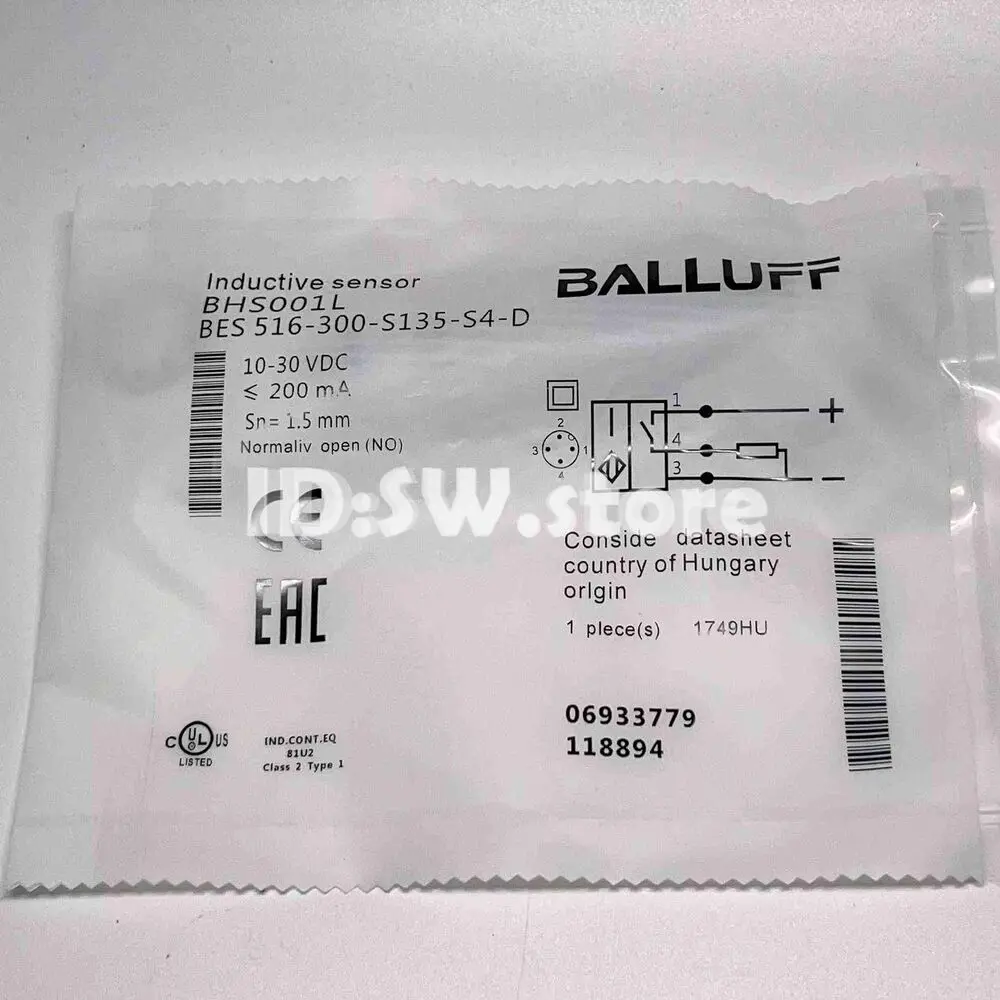 Inductive sensor
BHS001L
BES 516-300-S135-S4-D
BALLUFF
10-30 VDC
≤ 200 mA
Sn= 1.5 mm
Normaliv open (NO)
2
3 1
4
1 +
4
3 −
ID:SW.store
CE
EAC
Conside datasheet
country of Hungary
orlgin
1 plece(s) 1749HU
06933779
118894
C UL US
LISTED
IND.CONT.EQ
81U2
Class 2 Type 1